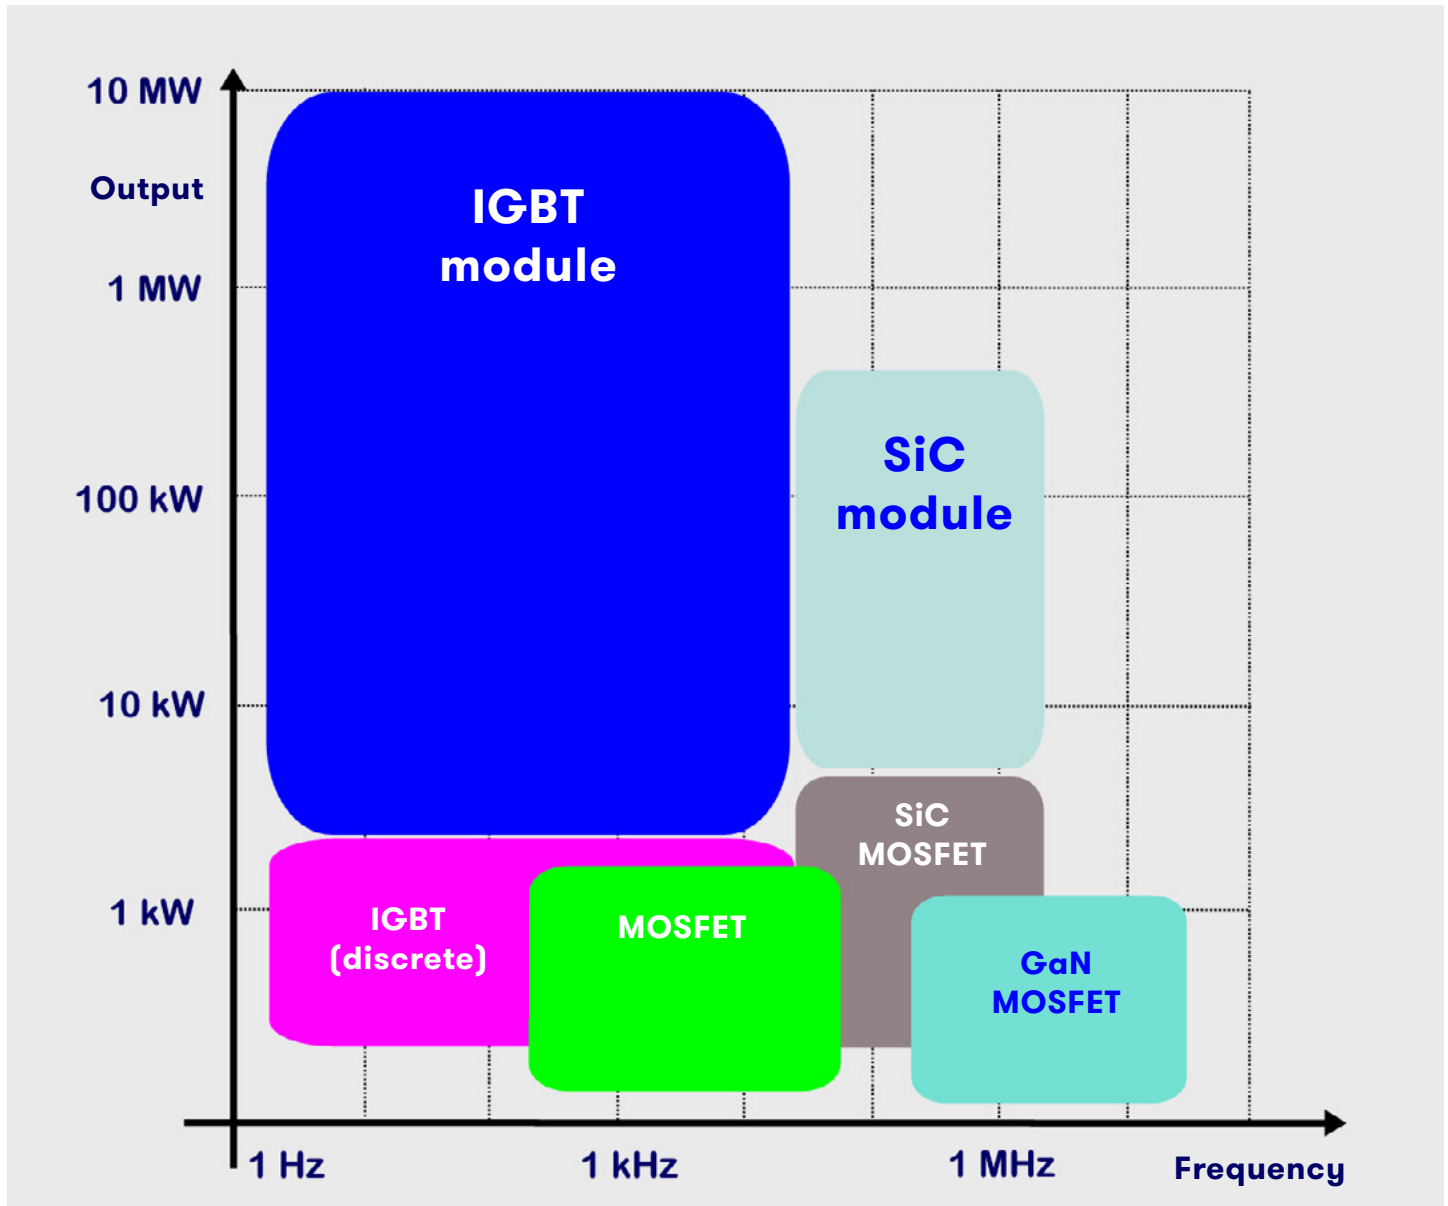 10 MW
Output
IGBT
module
1 MW
SiC
module
100 kW
10 kW
SiC
MOSFET
1 kW
IGBT
(discrete)
MOSFET
GaN
MOSFET
1 Hz
1 kHz
1 MHz
Frequency